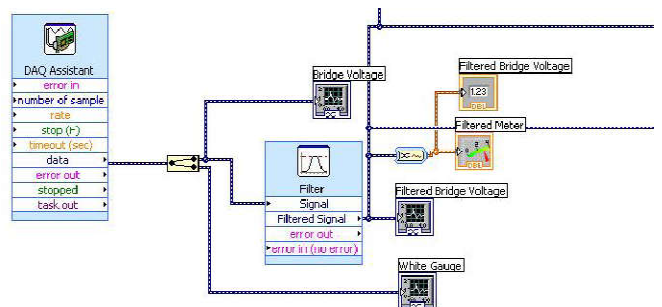 DAQ Assistant
error in
number of sample
rate
stop (F)
timeout (sec)
data
error out
stopped
task out
Bridge Voltage
Filter
Signal
Filtered Signal
error out
error in (no error)
Filtered Bridge Voltage
1.23
DBL
Filtered Meter
DBL
Filtered Bridge Voltage
White Gauge